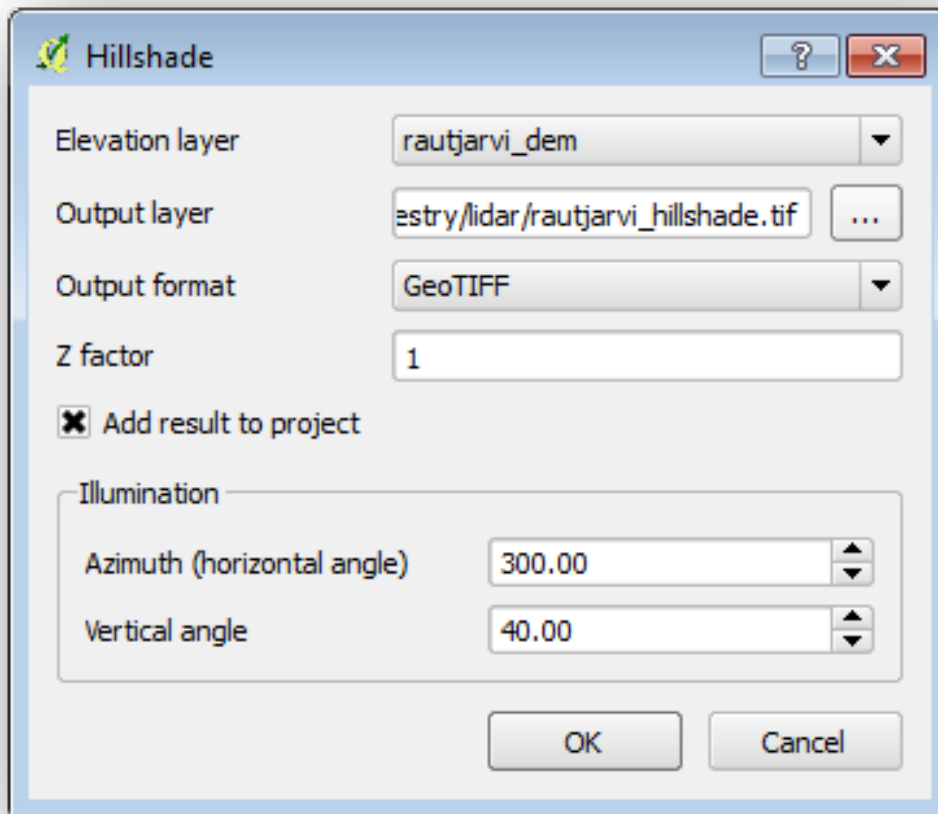 Hillshade
Elevation layer rautjarvi_dem
Output layer estry/lidar/rautjarvi_hillshade.tif ...
Output format GeoTIFF
Z factor 1
Add result to project
Illumination
Azimuth (horizontal angle) 300.00
Vertical angle 40.00
OK Cancel